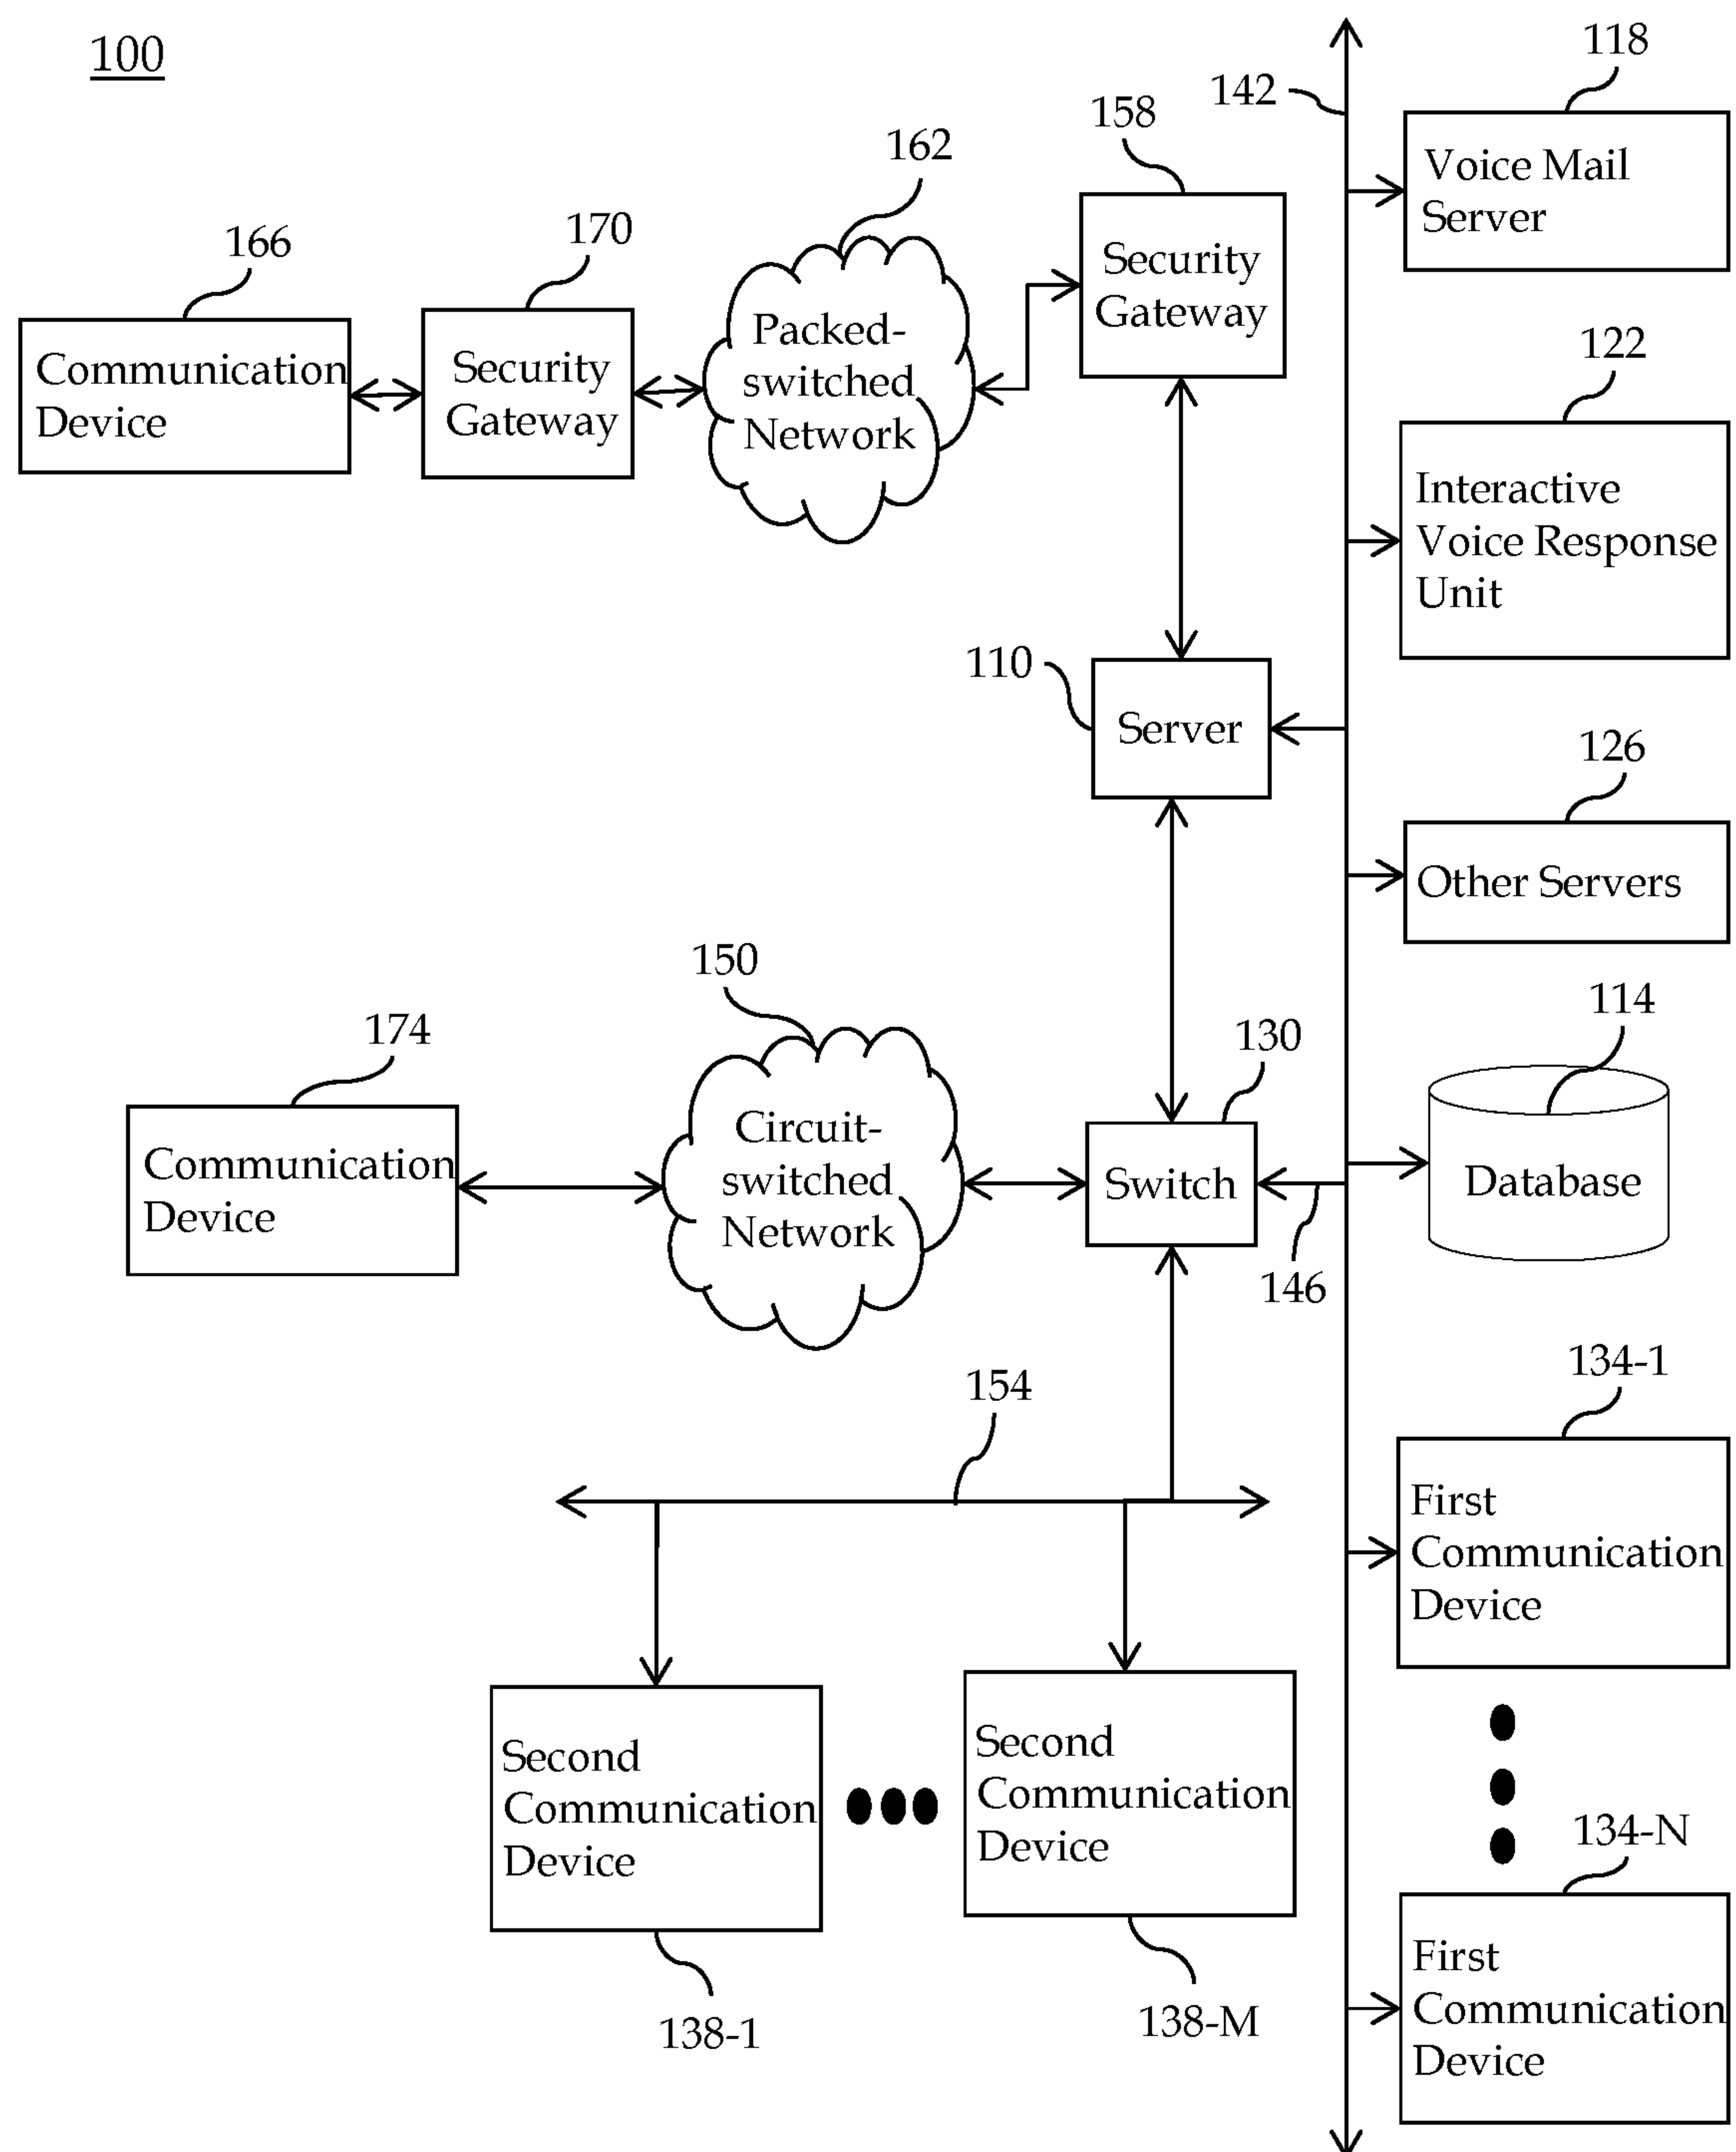 100
142
118
Voice Mail
Server
158
Security
Gateway
162
Packed-
switched
Network
170
Security
Gateway
166
Communication
Device
122
Interactive
Voice Response
Unit
110
Server
126
Other Servers
150
Circuit-
switched
Network
174
Communication
Device
130
Switch
146
114
Database
154
134-1
First
Communication
Device
Second
Communication
Device
138-1
Second
Communication
Device
138-M
134-N
First
Communication
Device